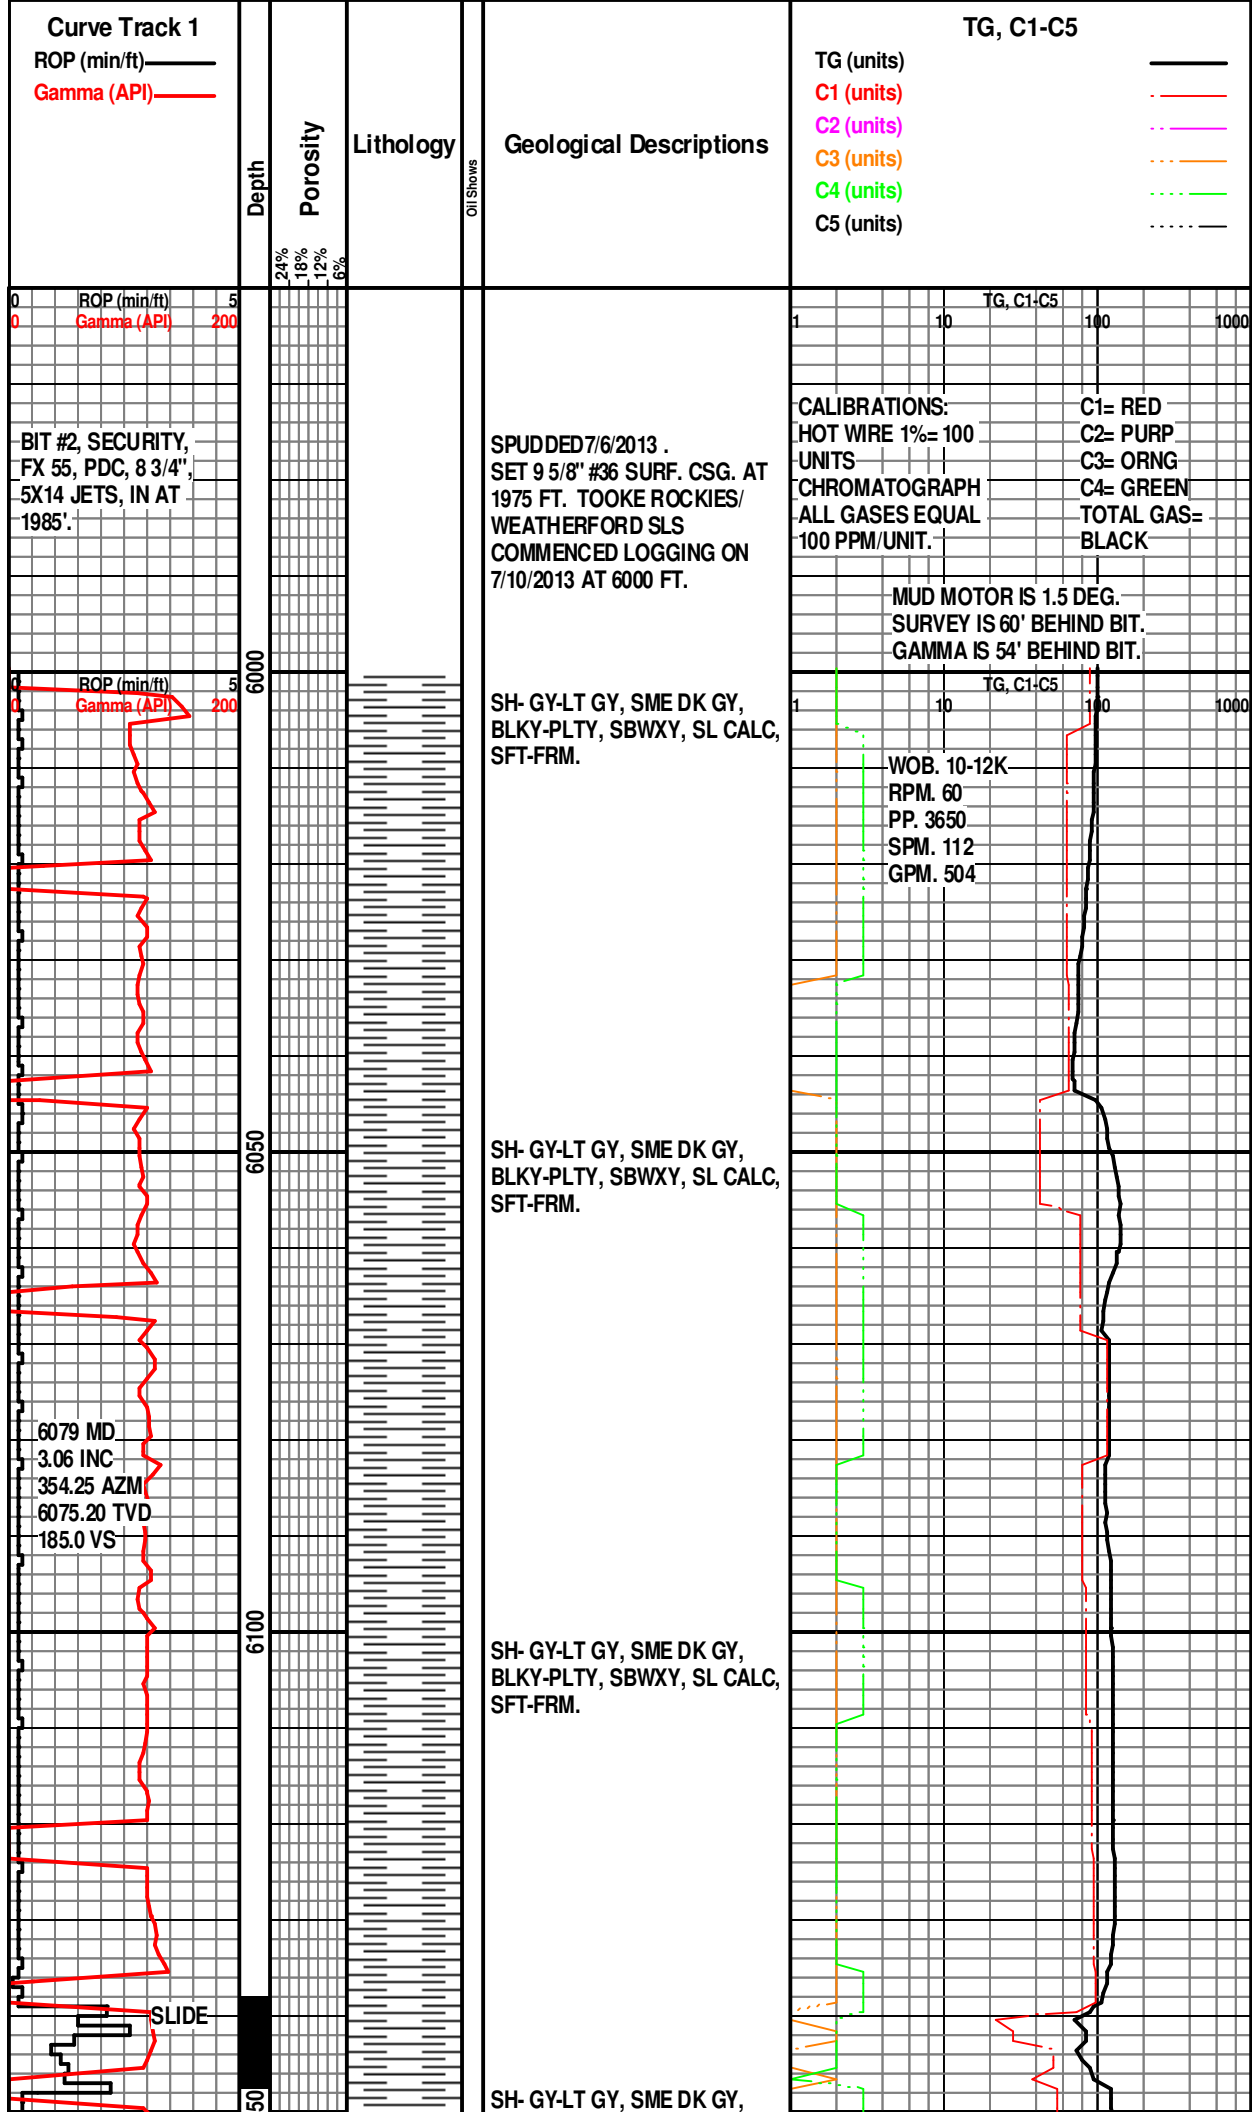 Curve Track 1
ROP (min/ft)
Gamma (API)
Depth
Porosity
24%
18%
12%
6%
Lithology
Oil Shows
Geological Descriptions
TG, C1-C5
TG (units)
C1 (units)
C2 (units)
C3 (units)
C4 (units)
C5 (units)
0 ROP (min/ft) 5
0 Gamma (API) 200
TG, C1-C5
1 10 100 1000
BIT #2, SECURITY,
FX 55, PDC, 8 3/4",
5X14 JETS, IN AT
1985'.
SPUDDED 7/6/2013 .
SET 9 5/8" #36 SURF. CSG. AT
1975 FT. TOOKE ROCKIES/
WEATHERFORD SLS
COMMENCED LOGGING ON
7/10/2013 AT 6000 FT.
CALIBRATIONS:
HOT WIRE 1%= 100
UNITS
CHROMATOGRAPH
ALL GASES EQUAL
100 PPM/UNIT.
C1= RED
C2= PURP
C3= ORNG
C4= GREEN
TOTAL GAS=
BLACK
MUD MOTOR IS 1.5 DEG.
SURVEY IS 60' BEHIND BIT.
GAMMA IS 54' BEHIND BIT.
6000
0 ROP (min/ft) 5
0 Gamma (API) 200
TG, C1-C5
1 10 100 1000
SH- GY-LT GY, SME DK GY,
BLKY-PLTY, SBWXY, SL CALC,
SFT-FRM.
WOB. 10-12K
RPM. 60
PP. 3650
SPM. 112
GPM. 504
6050
SH- GY-LT GY, SME DK GY,
BLKY-PLTY, SBWXY, SL CALC,
SFT-FRM.
6079 MD
3.06 INC
354.25 AZM
6075.20 TVD
185.0 VS
6100
SH- GY-LT GY, SME DK GY,
BLKY-PLTY, SBWXY, SL CALC,
SFT-FRM.
SLIDE
50
SH- GY-LT GY, SME DK GY,